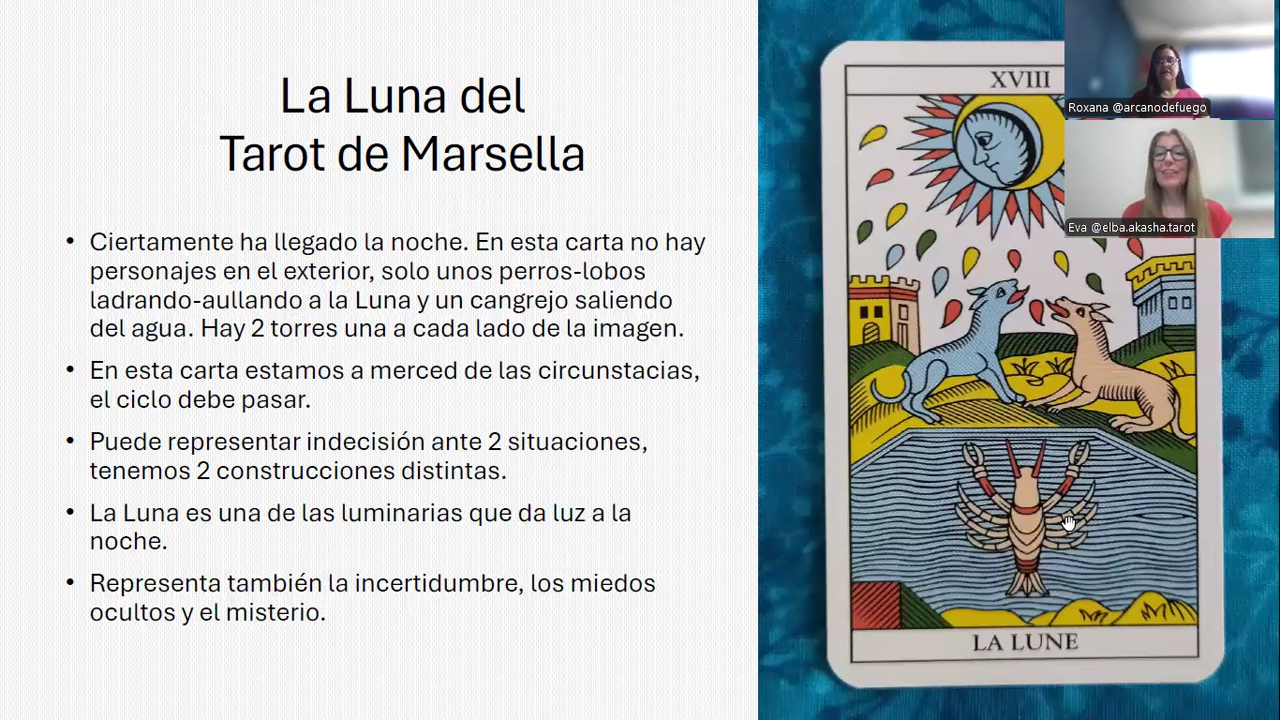 La Luna del
Tarot de Marsella
• Ciertamente ha llegado la noche. En esta carta no hay
personajes en el exterior, solo unos perros-lobos
ladrando-aullando a la Luna y un cangrejo saliendo
del agua. Hay 2 torres una a cada lado de la imagen.
• En esta carta estamos a merced de las circunstacias,
el ciclo debe pasar.
• Puede representar indecisión ante 2 situaciones,
tenemos 2 construcciones distintas.
• La Luna es una de las luminarias que da luz a la
noche.
• Representa también la incertidumbre, los miedos
ocultos y el misterio.
XVIII
LA LUNE
Roxana @arcanodefuego
Eva @elba.akasha.tarot